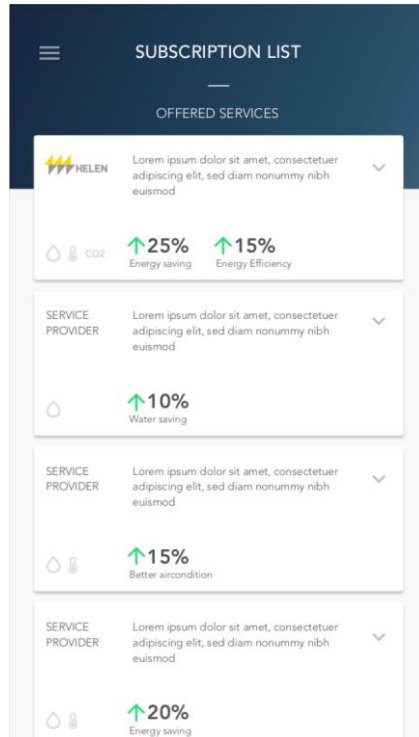 SUBSCRIPTION LIST
OFFERED SERVICES
HELEN
Lorem ipsum dolor sit amet, consectetuer
adipiscing elit, sed diam nonummy nibh
euismod
CO2
25%
Energy saving
15%
Energy Efficiency
SERVICE
PROVIDER
Lorem ipsum dolor sit amet, consectetuer
adipiscing elit, sed diam nonummy nibh
euismod
10%
Water saving
SERVICE
PROVIDER
Lorem ipsum dolor sit amet, consectetuer
adipiscing elit, sed diam nonummy nibh
euismod
15%
Better aircondition
SERVICE
PROVIDER
Lorem ipsum dolor sit amet, consectetuer
adipiscing elit, sed diam nonummy nibh
euismod
20%
Energy saving